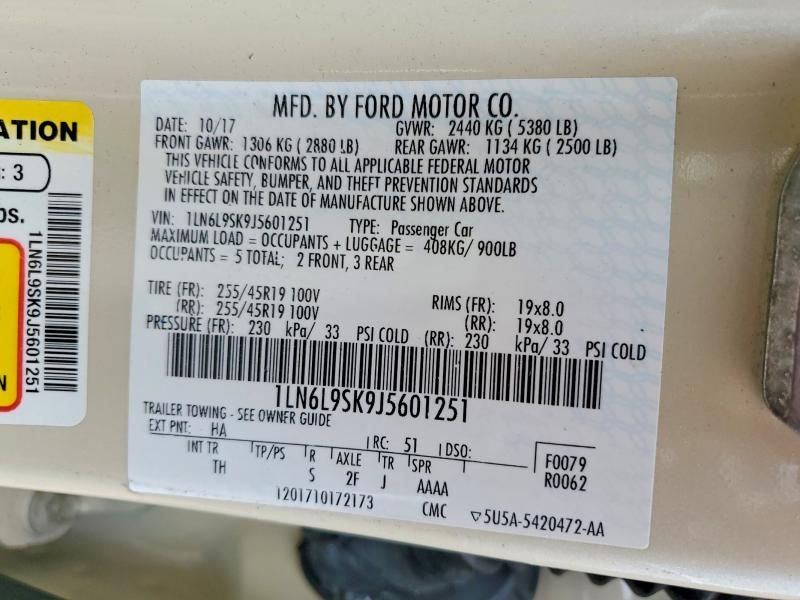 MFD. BY FORD MOTOR CO.
DATE: 10/17 GVWR: 2440 KG ( 5380 LB)
FRONT GAWR: 1306 KG ( 2880 LB) REAR GAWR: 1134 KG ( 2500 LB)
THIS VEHICLE CONFORMS TO ALL APPLICABLE FEDERAL MOTOR
VEHICLE SAFETY, BUMPER, AND THEFT PREVENTION STANDARDS
IN EFFECT ON THE DATE OF MANUFACTURE SHOWN ABOVE.
VIN: 1LN6L9SK9J5601251 TYPE: Passenger Car
MAXIMUM LOAD = OCCUPANTS + LUGGAGE = 408KG/ 900LB
OCCUPANTS = 5 TOTAL; 2 FRONT, 3 REAR
TIRE (FR): 255/45R19 100V RIMS (FR): 19x8.0
(RR): 255/45R19 100V (RR): 19x8.0
PRESSURE (FR): 230 kPa/ 33 PSI COLD (RR): 230 kPa/ 33 PSI COLD
1LN6L9SK9J5601251
TRAILER TOWING - SEE OWNER GUIDE
EXT PNT: HA RC: 51 DSO: F0079
INT TR TP/PS R AXLE TR SPR R0062
TH S 2F J AAAA
1201710172173 CMC ▽5U5A-5420472-AA
ATION
: 3
bs.
1LN6L9SK9J5601251
N